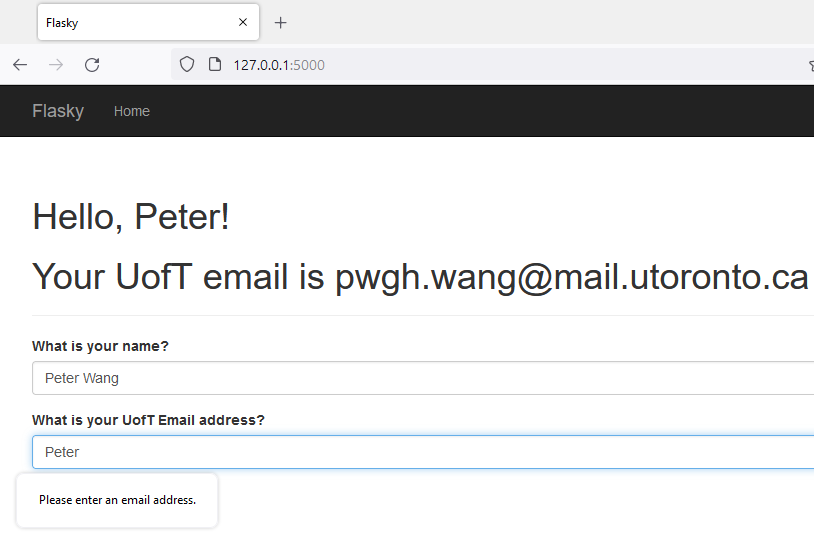 Flasky
127.0.0.1:5000
Flasky Home
Hello, Peter!
Your UofT email is pwgh.wang@mail.utoronto.ca
What is your name?
Peter Wang
What is your UofT Email address?
Peter
Please enter an email address.